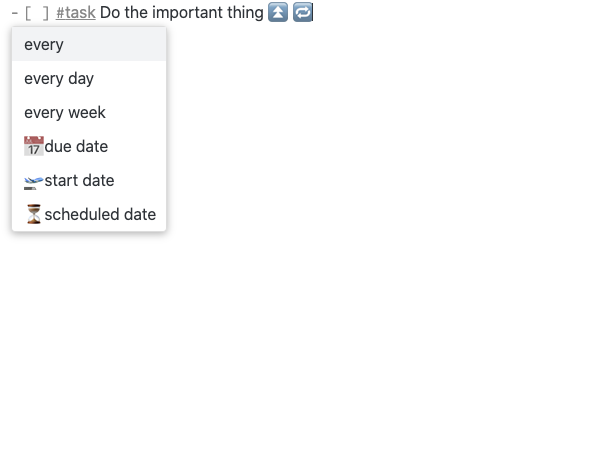 - [ ] #task Do the important thing ⏫ 🔁
every
every day
every week
📅due date
🛫start date
⏳scheduled date